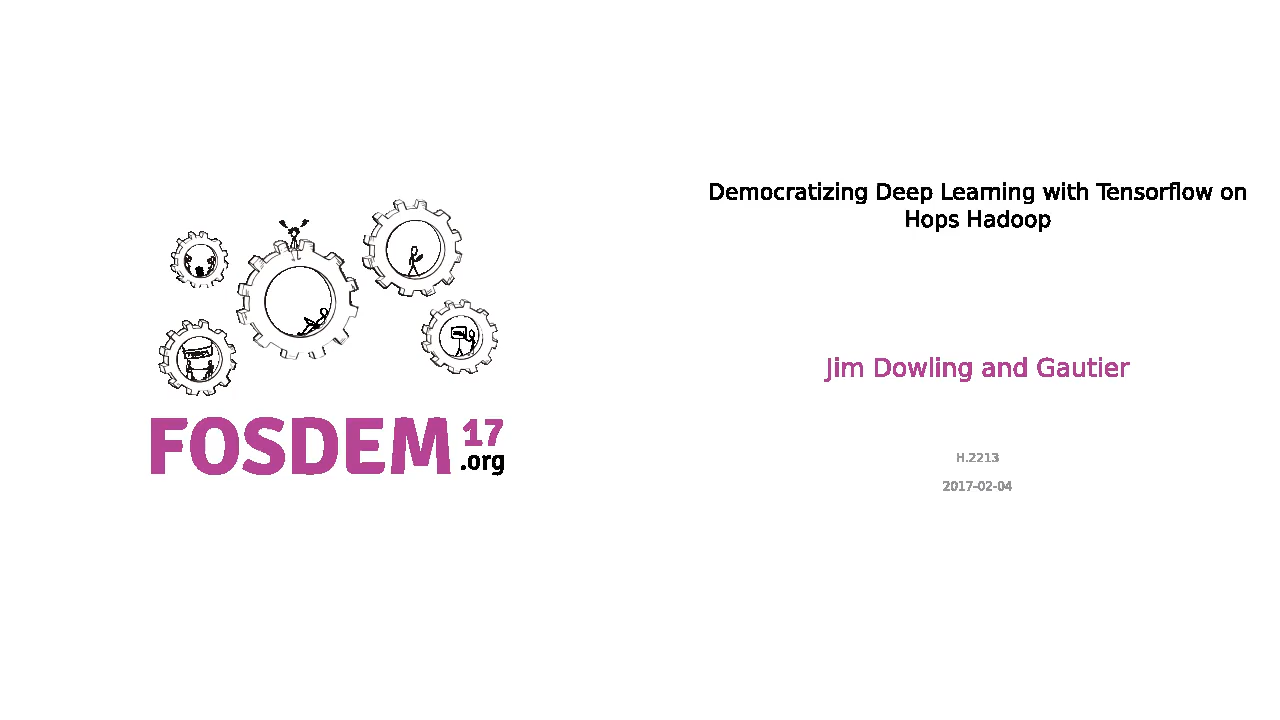 Democratizing Deep Learning with Tensorflow on
Hops Hadoop
Jim Dowling and Gautier
H.2213
2017-02-04
FOSDEM 17
.org